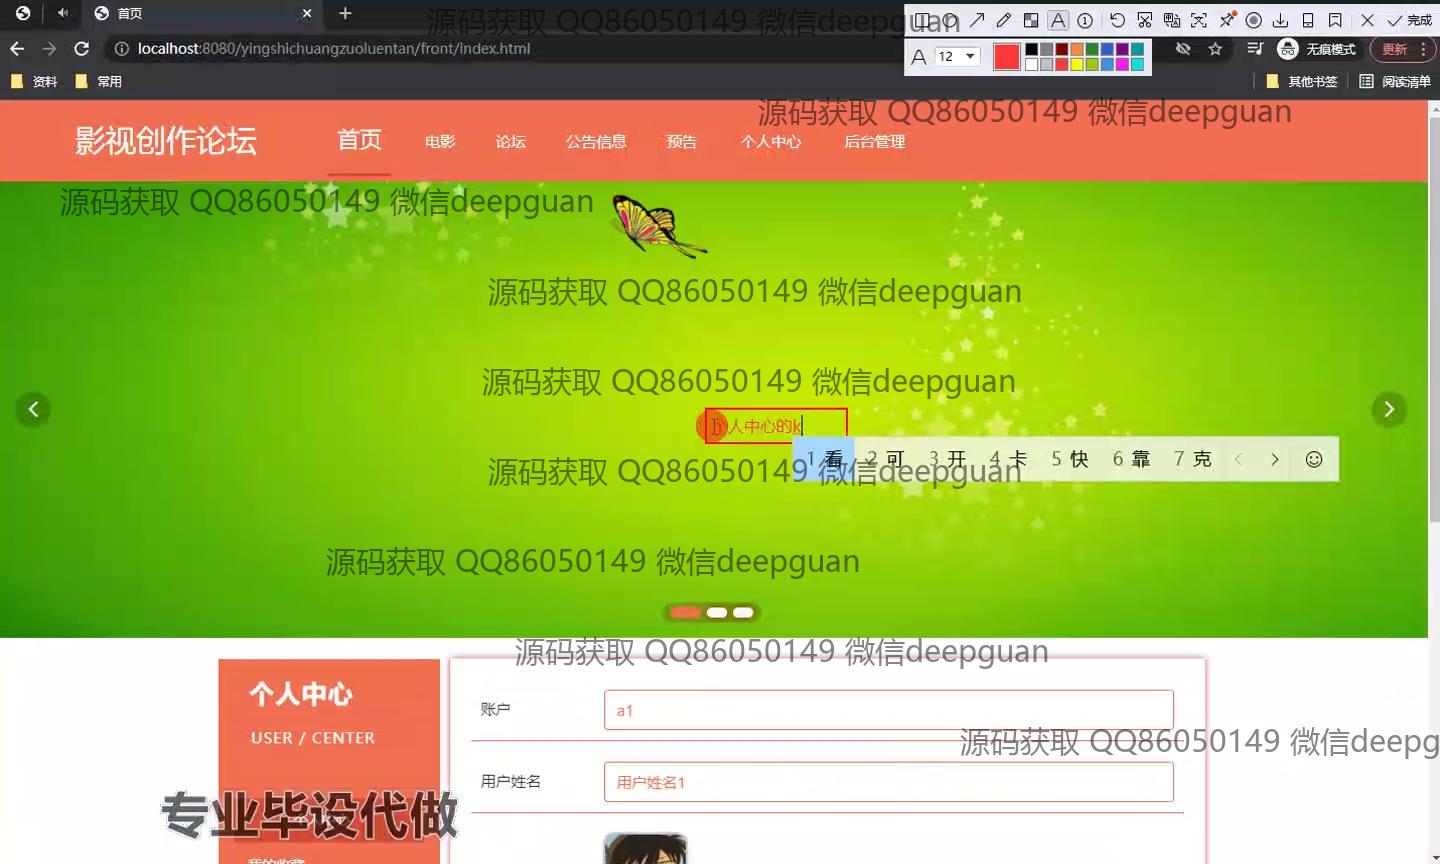 首页
源码获取 QQ86050149 微信deepguan
完成
localhost:8080/yingshichuangzuoluentan/front/index.html
A 12
无痕模式
更新
资料
常用
其他书签
阅读清单
源码获取 QQ86050149 微信deepguan
影视创作论坛
首页
电影
论坛
公告信息
预告
个人中心
后台管理
源码获取 QQ86050149 微信deepguan
源码获取 QQ86050149 微信deepguan
源码获取 QQ86050149 微信deepguan
人中心的k
1 看 2 可 3 开 4 卡 5 快 6 靠 7 克
源码获取 QQ86050149 微信deepguan
源码获取 QQ86050149 微信deepguan
源码获取 QQ86050149 微信deepguan
个人中心
USER / CENTER
账户
a1
源码获取 QQ86050149 微信deepg
用户姓名
用户姓名1
专业毕设代做
我的收藏